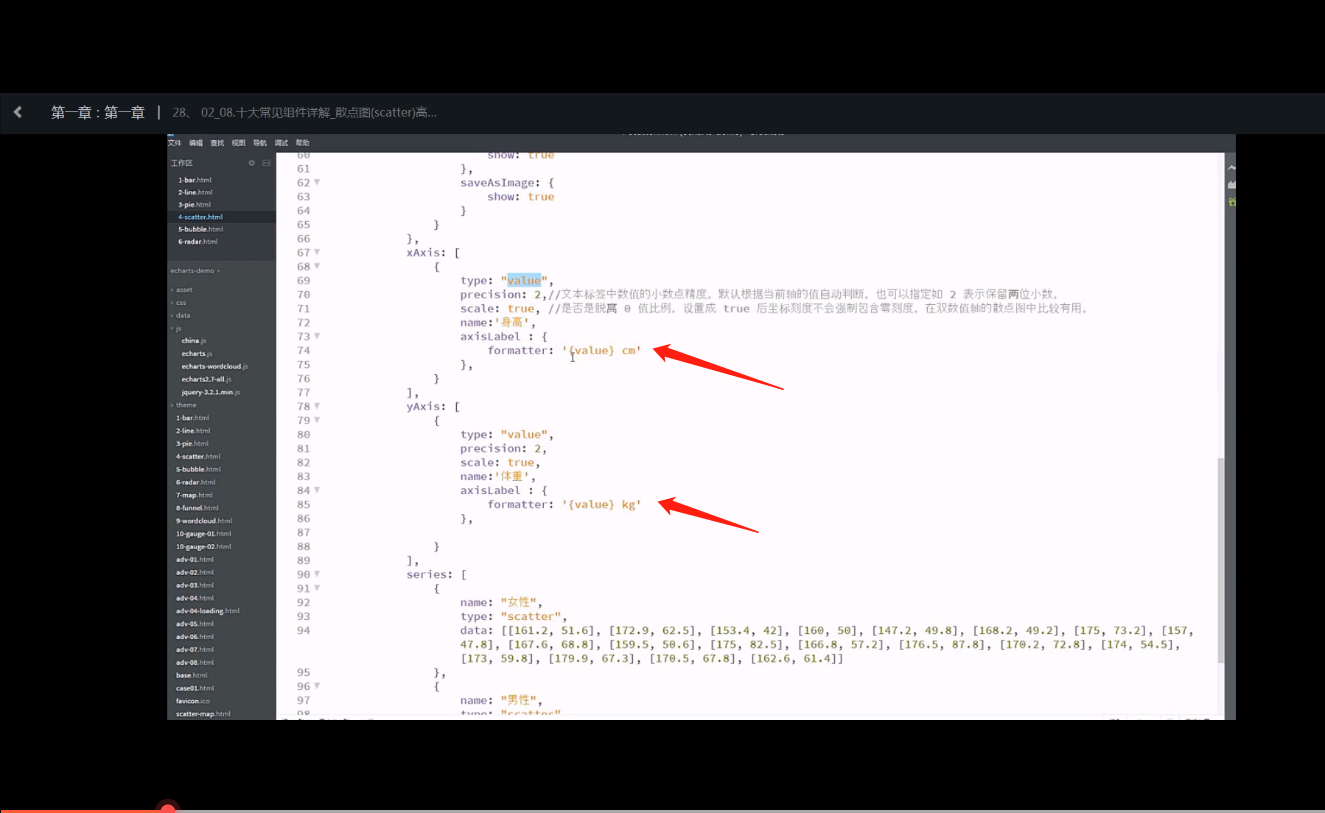 第一章 : 第一章 | 28、 02_08.十大常见组件详解_散点图(scatter)高...
文件 编辑 查找 视图 导航 调试 帮助
工作区
1-bar.html
2-line.html
3-pie.html
4-scatter.html
5-bubble.html
6-radar.html
echarts-demo
asset
css
data
js
china.js
echarts.js
echarts-wordcloud.js
echarts2.7-all.js
jquery-3.2.1.min.js
theme
1-bar.html
2-line.html
3-pie.html
4-scatter.html
5-bubble.html
6-radar.html
7-map.html
8-funnel.html
9-wordcloud.html
10-gauge-01.html
10-gauge-02.html
adv-01.html
adv-02.html
adv-03.html
adv-04.html
adv-04-loading.html
adv-05.html
adv-06.html
adv-07.html
adv-08.html
base.html
case01.html
favicon.ico
scatter-map.html
60 show: true
61 },
62 saveAsImage: {
63 show: true
64 }
65 }
66 },
67 xAxis: [
68 {
69 type: "value",
70 precision: 2,//文本标签中数值的小数点精度。默认根据当前轴的值自动判断。也可以指定如 2 表示保留两位小数。
71 scale: true, //是否是脱离 0 值比例。设置成 true 后坐标刻度不会强制包含零刻度。在双数值轴的散点图中比较有用。
72 name:'身高',
73 axisLabel : {
74 formatter: '{value} cm'
75 },
76 }
77 ],
78 yAxis: [
79 {
80 type: "value",
81 precision: 2,
82 scale: true,
83 name:'体重',
84 axisLabel : {
85 formatter: '{value} kg'
86 },
87
88 }
89 ],
90 series: [
91 {
92 name: "女性",
93 type: "scatter",
94 data: [[161.2, 51.6], [172.9, 62.5], [153.4, 42], [160, 50], [147.2, 49.8], [168.2, 49.2], [175, 73.2], [157,
47.8], [167.6, 68.8], [159.5, 50.6], [175, 82.5], [166.8, 57.2], [176.5, 87.8], [170.2, 72.8], [174, 54.5],
[173, 59.8], [179.9, 67.3], [170.5, 67.8], [162.6, 61.4]]
95 },
96 {
97 name: "男性",
98 type: "scatter"